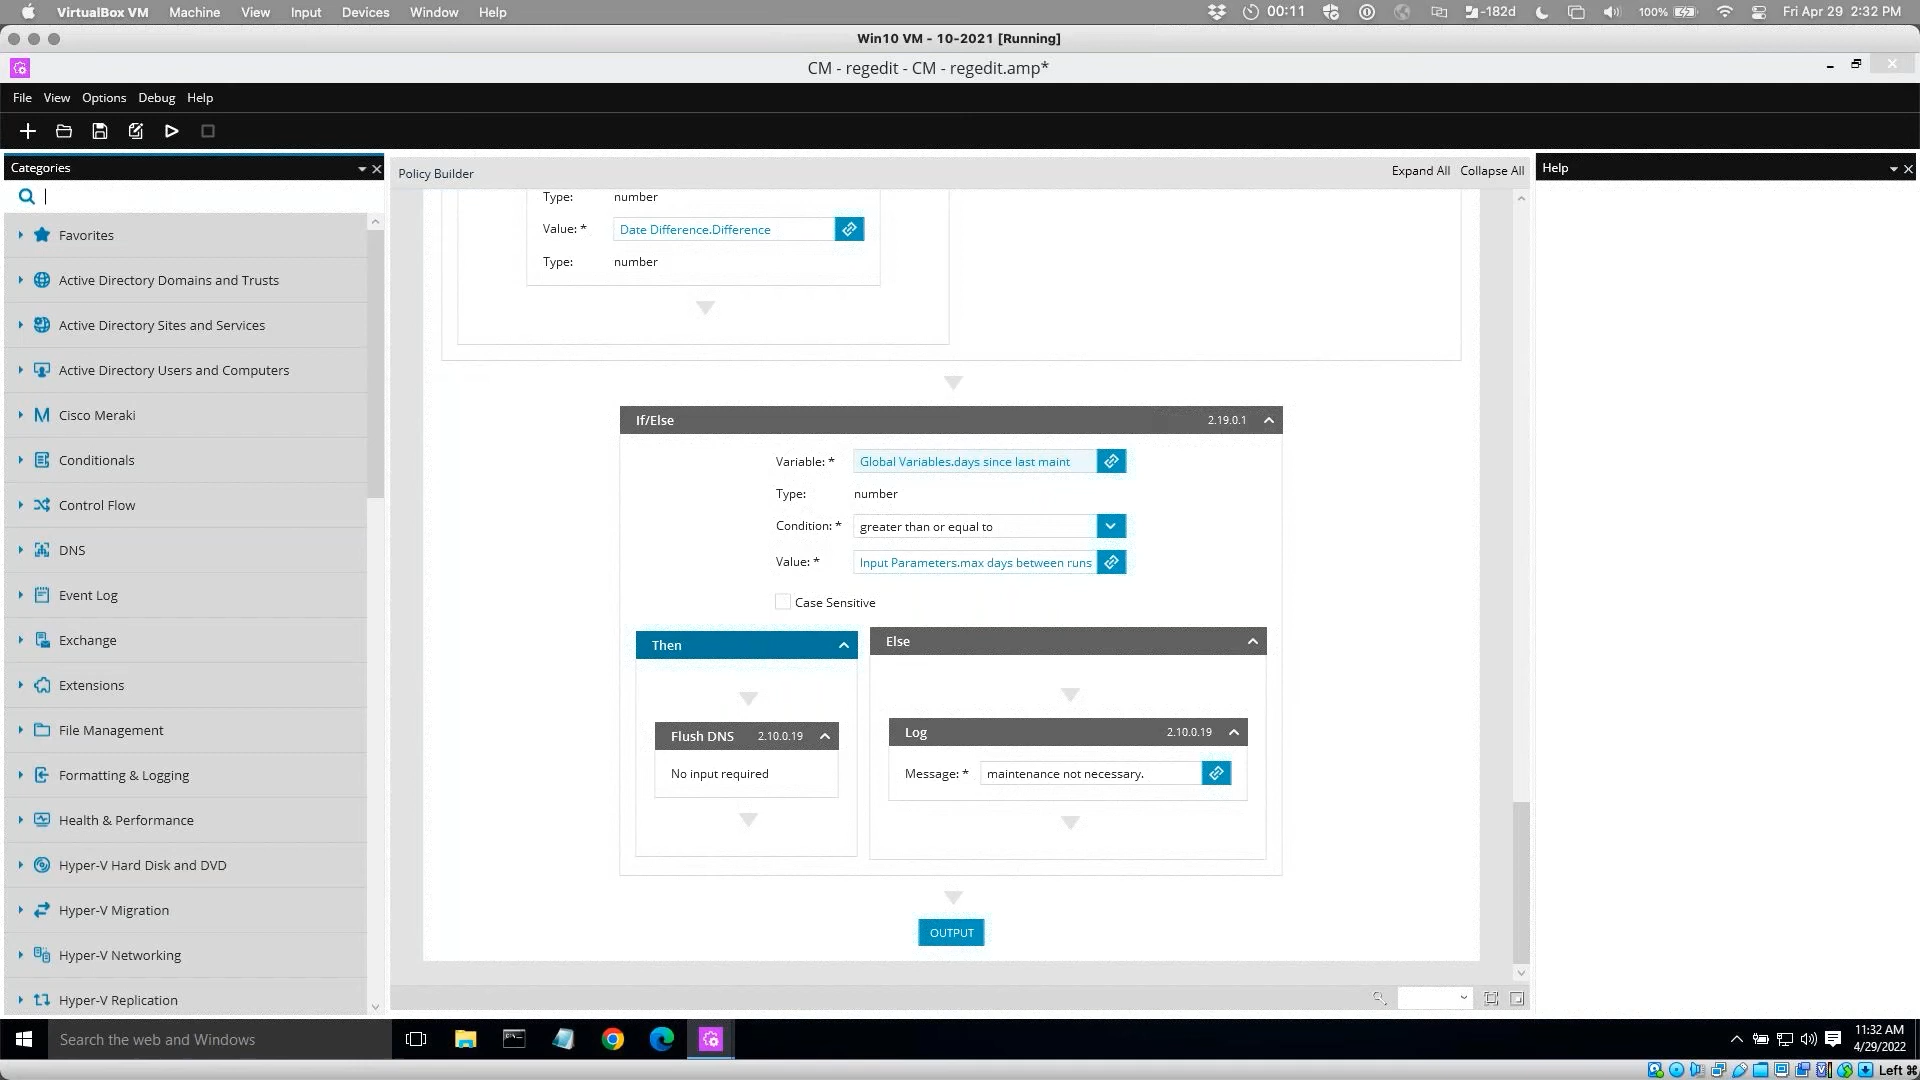 VirtualBox VM Machine View Input Devices Window Help 00:11 -182d 100% Fri Apr 29 2:32 PM
Win10 VM - 10-2021 [Running]
CM - regedit - CM - regedit.amp*
File View Options Debug Help
Categories
Favorites
Active Directory Domains and Trusts
Active Directory Sites and Services
Active Directory Users and Computers
Cisco Meraki
Conditionals
Control Flow
DNS
Event Log
Exchange
Extensions
File Management
Formatting & Logging
Health & Performance
Hyper-V Hard Disk and DVD
Hyper-V Migration
Hyper-V Networking
Hyper-V Replication
Policy Builder Expand All Collapse All
Type: number
Value: * Date Difference.Difference
Type: number
If/Else 2.19.0.1
Variable: * Global Variables.days since last maint
Type: number
Condition: * greater than or equal to
Value: * Input Parameters.max days between runs
Case Sensitive
Then
Flush DNS 2.10.0.19
No input required
Else
Log 2.10.0.19
Message: * maintenance not necessary.
OUTPUT
Help
Search the web and Windows
11:32 AM
4/29/2022
Left ⌘